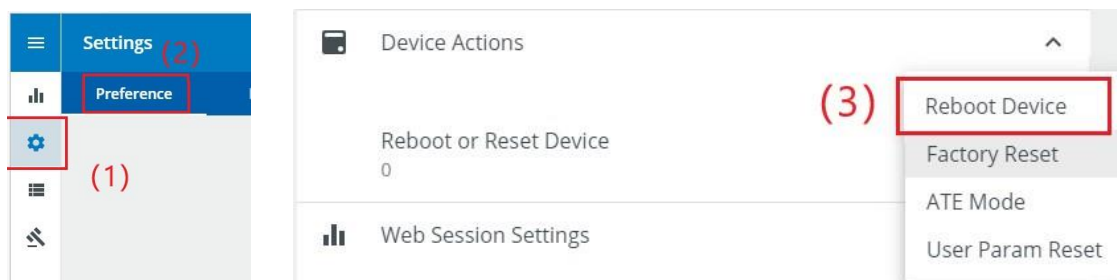 Settings
(2)
Preference
(1)
Device Actions
Reboot or Reset Device
0
Web Session Settings
(3)
Reboot Device
Factory Reset
ATE Mode
User Param Reset